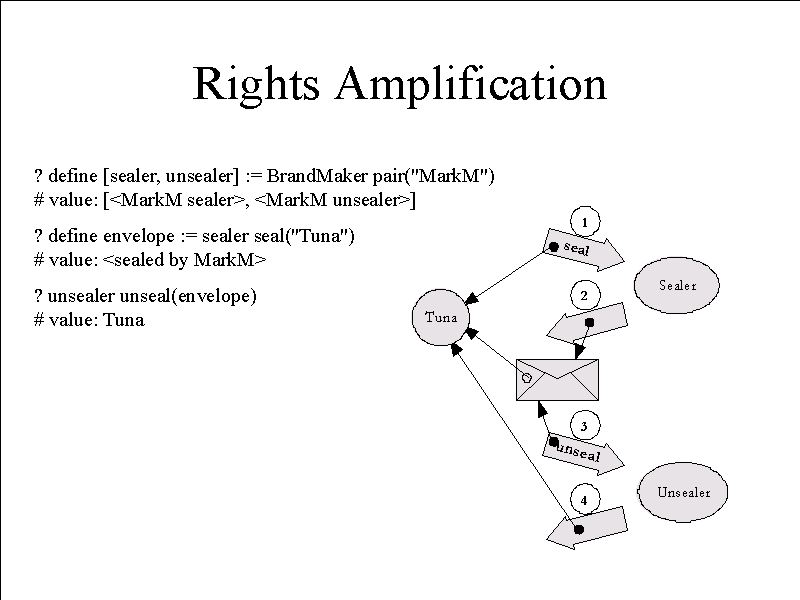 Rights Amplification
? define [sealer, unsealer] := BrandMaker pair("MarkM")
# value: [<MarkM sealer>, <MarkM unsealer>]
? define envelope := sealer seal("Tuna")
# value: <sealed by MarkM>
? unsealer unseal(envelope)
# value: Tuna
1
seal
Sealer
2
Tuna
3
unseal
Unsealer
4